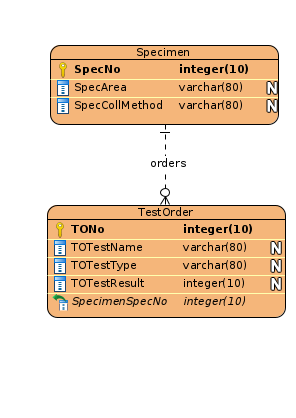 Specimen
SpecNo integer(10)
SpecArea varchar(80) N
SpecCollMethod varchar(80) N
orders
TestOrder
TONo integer(10)
TOTestName varchar(80) N
TOTestType varchar(80) N
TOTestResult integer(10) N
SpecimenSpecNo integer(10)